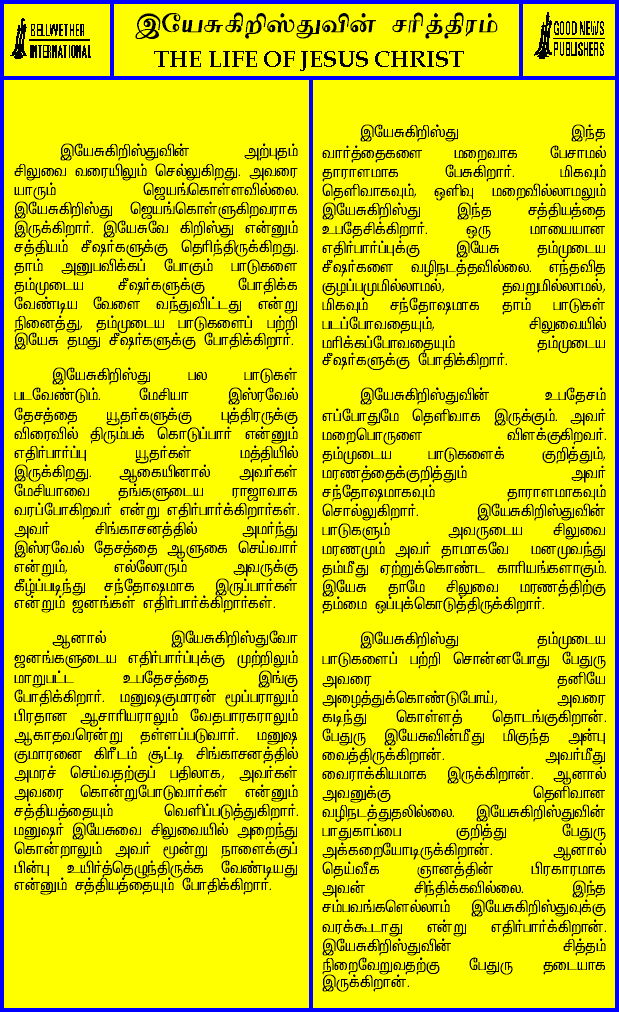 BELLWETHER
INTERNATIONAL
இயேசுகிறிஸ்துவின் சரித்திரம்
THE LIFE OF JESUS CHRIST
GOOD NEWS
PUBLISHERS
இயேசுகிறிஸ்துவின் அற்புதம்
சிலுவை வரையிலும் செல்லுகிறது. அவரை
யாரும் ஜெயங்கொள்ளவில்லை.
இயேசுகிறிஸ்து ஜெயங்கொள்ளுகிறவராக
இருக்கிறார். இயேசுவே கிறிஸ்து என்னும்
சத்தியம் சீஷர்களுக்கு தெரிந்திருக்கிறது.
தாம் அனுபவிக்கப் போகும் பாடுகளை
தம்முடைய சீஷர்களுக்கு போதிக்க
வேண்டிய வேளை வந்துவிட்டது என்று
நினைத்து, தம்முடைய பாடுகளைப் பற்றி
இயேசு தமது சீஷர்களுக்கு போதிக்கிறார்.
இயேசுகிறிஸ்து பல பாடுகள்
படவேண்டும். மேசியா இஸ்ரவேல்
தேசத்தை யூதர்களுக்கு புத்திரருக்கு
விரைவில் திரும்பக் கொடுப்பார் என்னும்
எதிர்பார்ப்பு யூதர்கள் மத்தியில்
இருக்கிறது. ஆகையினால் அவர்கள்
மேசியாவை தங்களுடைய ராஜாவாக
வரப்போகிறவர் என்று எதிர்பார்க்கிறார்கள்.
அவர் சிங்காசனத்தில் அமர்ந்து
இஸ்ரவேல் தேசத்தை ஆளுகை செய்வார்
என்றும், எல்லோரும் அவருக்கு
கீழ்ப்படிந்து சந்தோஷமாக இருப்பார்கள்
என்றும் ஜனங்கள் எதிர்பார்க்கிறார்கள்.
ஆனால் இயேசுகிறிஸ்துவோ
ஜனங்களுடைய எதிர்பார்ப்புக்கு முற்றிலும்
மாறுபட்ட உபதேசத்தை இங்கு
போதிக்கிறார். மனுஷகுமாரன் மூப்பராலும்
பிரதான ஆசாரியராலும் வேதபாரகராலும்
ஆகாதவரென்று தள்ளப்படுவார். மனுஷ
குமாரனை கிரீடம் சூட்டி சிங்காசனத்தில்
அமரச் செய்வதற்குப் பதிலாக, அவர்கள்
அவரை கொன்றுபோடுவார்கள் என்னும்
சத்தியத்தையும் வெளிப்படுத்துகிறார்.
மனுஷர் இயேசுவை சிலுவையில் அறைந்து
கொன்றாலும் அவர் மூன்று நாளைக்குப்
பின்பு உயிர்த்தெழுந்திருக்க வேண்டியது
என்னும் சத்தியத்தையும் போதிக்கிறார்.
இயேசுகிறிஸ்து இந்த
வார்த்தைகளை மறைவாக பேசாமல்
தாராளமாக பேசுகிறார். மிகவும்
தெளிவாகவும், ஒளிவு மறைவில்லாமலும்
இயேசுகிறிஸ்து இந்த சத்தியத்தை
உபதேசிக்கிறார். ஒரு மாயையான
எதிர்பார்ப்புக்கு இயேசு தம்முடைய
சீஷர்களை வழிநடத்தவில்லை. எந்தவித
குழப்பமுமில்லாமல், தவறுமில்லாமல்,
மிகவும் சந்தோஷமாக தாம் பாடுகள்
படப்போவதையும், சிலுவையில்
மரிக்கப்போவதையும் தம்முடைய
சீஷர்களுக்கு போதிக்கிறார்.
இயேசுகிறிஸ்துவின் உபதேசம்
எப்போதுமே தெளிவாக இருக்கும். அவர்
மறைபொருளை விளக்குகிறவர்.
தம்முடைய பாடுகளைக் குறித்தும்,
மரணத்தைக்குறித்தும் அவர்
சந்தோஷமாகவும் தாராளமாகவும்
சொல்லுகிறார். இயேசுகிறிஸ்துவின்
பாடுகளும் அவருடைய சிலுவை
மரணமும் அவர் தாமாகவே மனமுவந்து
தம்மீது ஏற்றுக்கொண்ட காரியங்களாகும்.
இயேசு தாமே சிலுவை மரணத்திற்கு
தம்மை ஒப்புக்கொடுத்திருக்கிறார்.
இயேசுகிறிஸ்து தம்முடைய
பாடுகளைப் பற்றி சொன்னபோது பேதுரு
அவரை தனியே
அழைத்துக்கொண்டுபோய், அவரை
கடிந்து கொள்ளத் தொடங்குகிறான்.
பேதுரு இயேசுவின்மீது மிகுந்த அன்பு
வைத்திருக்கிறான். அவர்மீது
வைராக்கியமாக இருக்கிறான். ஆனால்
அவனுக்கு தெளிவான
வழிநடத்துதலில்லை. இயேசுகிறிஸ்துவின்
பாதுகாப்பை குறித்து பேதுரு
அக்கறையோடிருக்கிறான். ஆனால்
தெய்வீக ஞானத்தின் பிரகாரமாக
அவன் சிந்திக்கவில்லை. இந்த
சம்பவங்களெல்லாம் இயேசுகிறிஸ்துவுக்கு
வரக்கூடாது என்று எதிர்பார்க்கிறான்.
இயேசுகிறிஸ்துவின் சித்தம்
நிறைவேறுவதற்கு பேதுரு தடையாக
இருக்கிறான்.